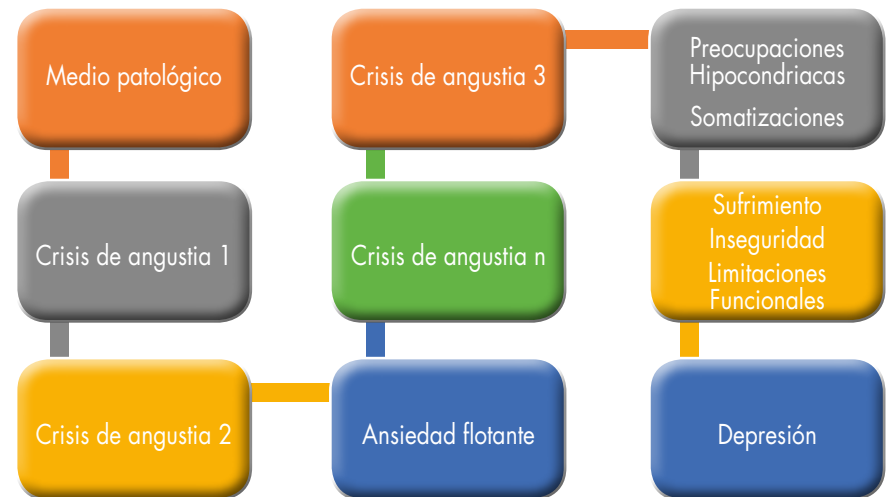 Medio patológico
Crisis de angustia 1
Crisis de angustia 2
Ansiedad flotante
Crisis de angustia n
Crisis de angustia 3
Preocupaciones
Hipocondriacas
Somatizaciones
Sufrimiento
Inseguridad
Limitaciones
Funcionales
Depresión